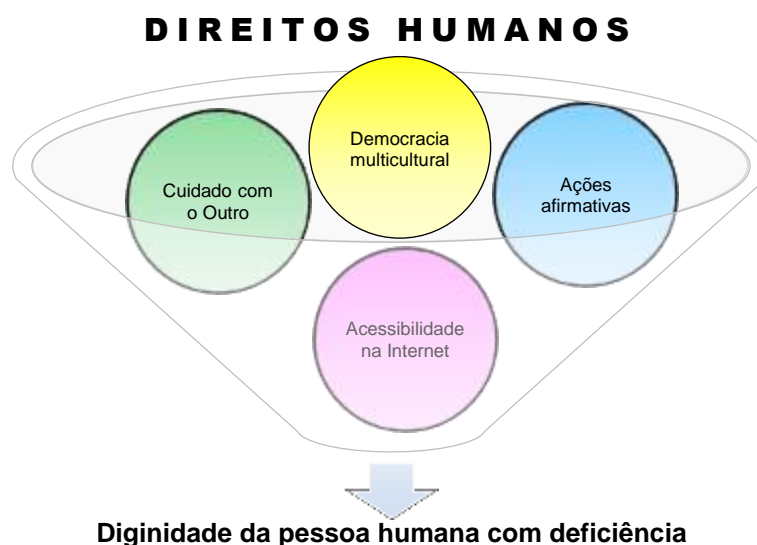 DIREITOS HUMANOS
Democracia
multicultural
Cuidado com
o Outro
Ações
afirmativas
Acessibilidade
na Internet
Diginidade da pessoa humana com deficiência